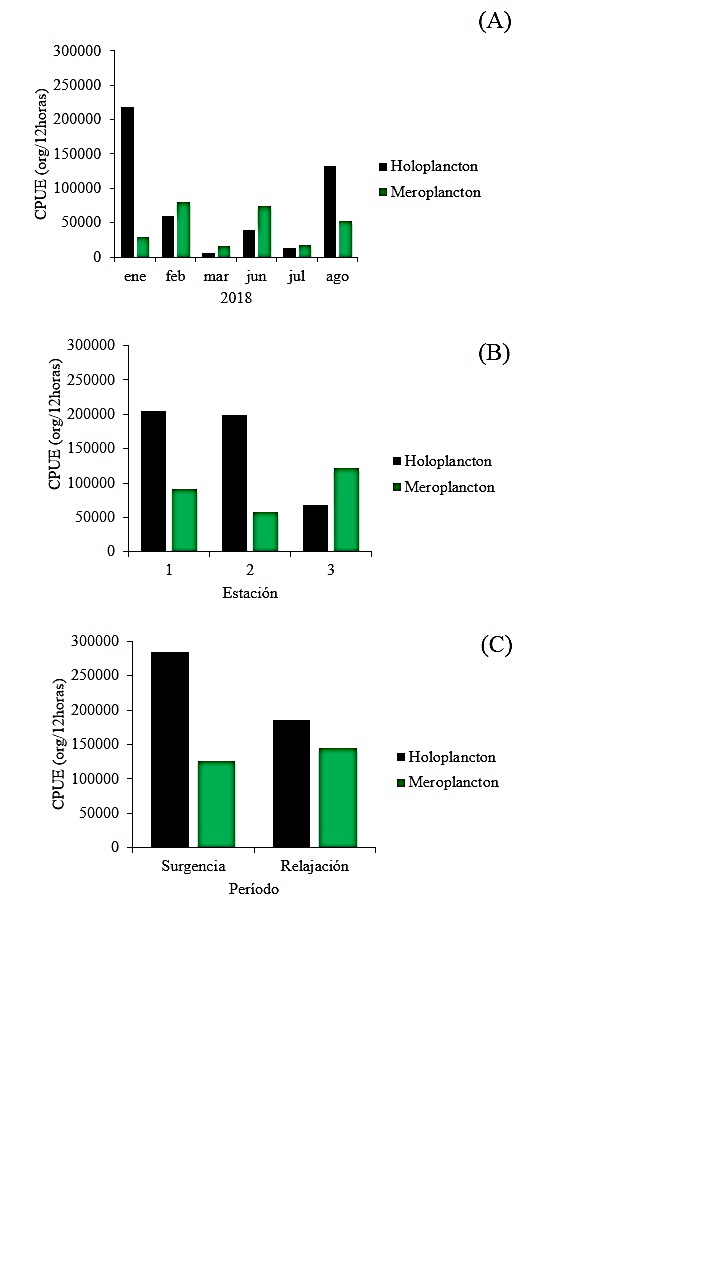 (A)
300000
250000
200000
150000
100000
50000
0
CPUE (org/12horas)
ene feb mar jun jul ago
2018
Holoplancton
Meroplancton
(B)
300000
250000
200000
150000
100000
50000
0
CPUE (org/12horas)
1 2 3
Estación
Holoplancton
Meroplancton
(C)
300000
250000
200000
150000
100000
50000
0
CPUE (org/12horas)
Surgencia Relajación
Período
Holoplancton
Meroplancton